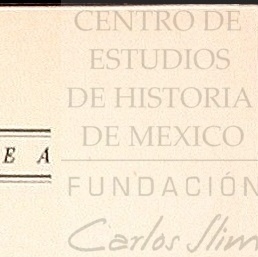 CENTRO DE
ESTUDIOS
DE HISTORIA
DE MEXICO
E A
FUNDACIÓN
Carlos Slim